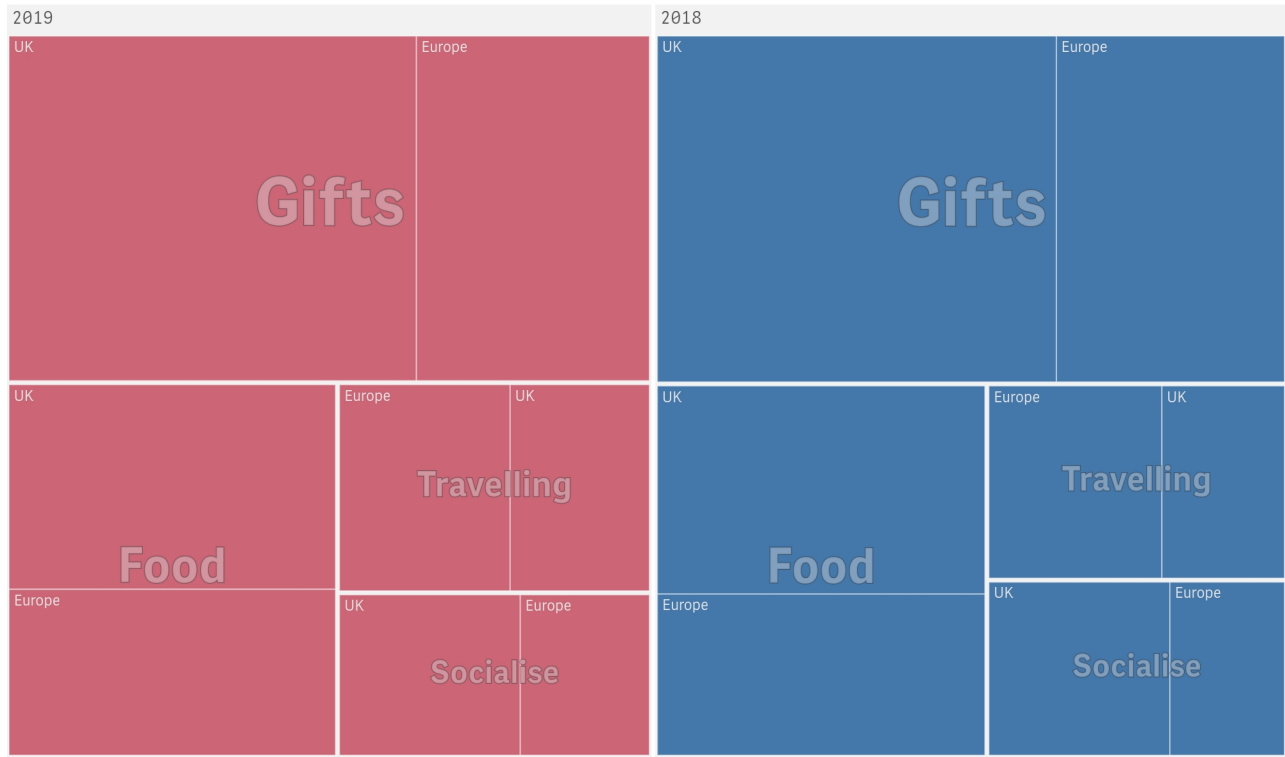 2019
UK
Europe
Gifts
UK
Europe
Food
Europe
UK
Travelling
UK
Europe
Socialise
2018
UK
Europe
Gifts
UK
Europe
Food
Europe
UK
Travelling
UK
Europe
Socialise